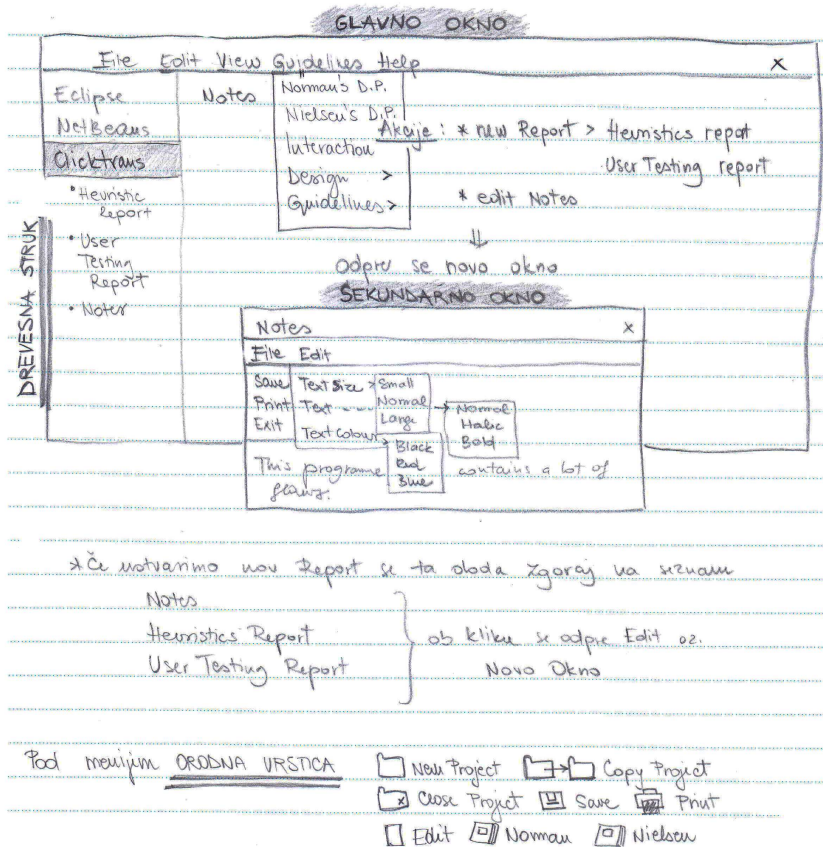 GLAVNO OKNO
File Edit View Guidelines Help X
Eclipse
NetBeans
Clicktrans
• Heuristic
Report
• User
Testing
Report
• Notes
DREVESNA STRUK
Notes
Norman's D.P.
Nielsen's D.P.
Interaction
Design >
Guidelines >
Akcije : * new Report > Heuristics repot
User Testing report
* edit Notes
⇓
Odpre se novo okno
SEKUNDARNO OKNO
Notes X
File Edit
Save
Print
Exit
Text Size >
Text
Text Colour
Small
Normal
Large
Normal
Italic
Bold
Black
Red
Blue
This programme contains a lot of
flaws.
* Če ustvarimo nov Report se ta doda zgoraj na seznam
Notes
Heuristics Report
User Testing Report
ob kliku se odpre Edit oz.
Novo Okno
Pod menijim ORODNA VRSTICA
New Project Copy Project
Close Project Save Print
Edit Norman Nielsen